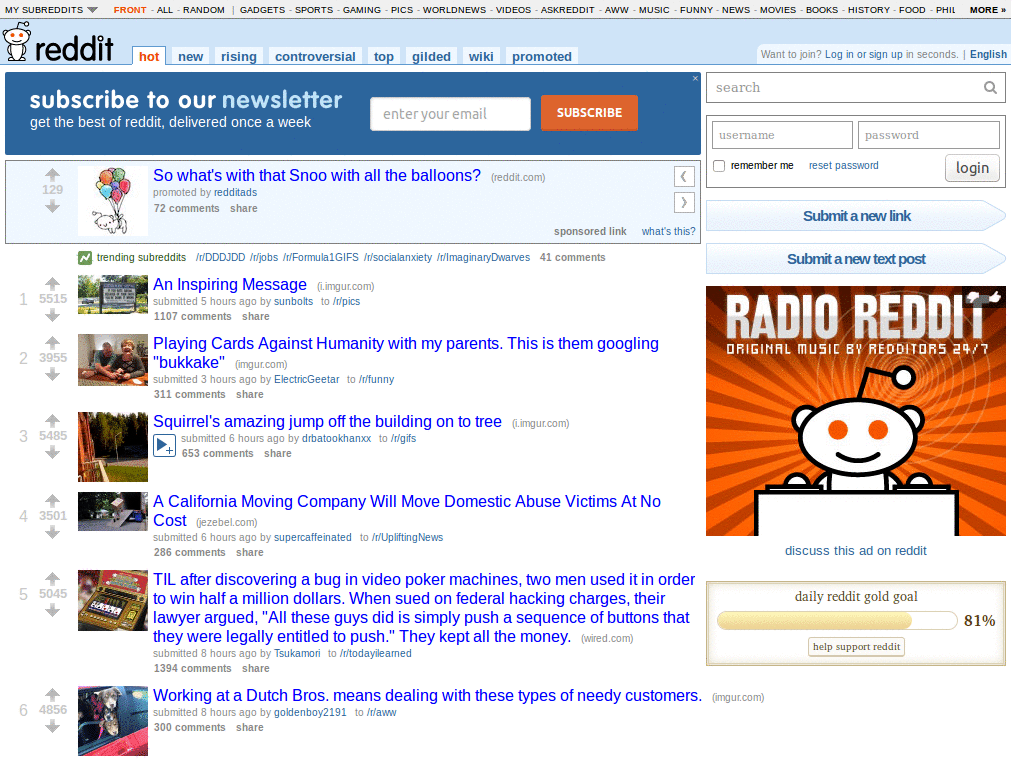 MY SUBREDDITS FRONT - ALL - RANDOM | GADGETS - SPORTS - GAMING - PICS - WORLDNEWS - VIDEOS - ASKREDDIT - AWW - MUSIC - FUNNY - NEWS - MOVIES - BOOKS - HISTORY - FOOD - PHIL MORE »
reddit hot new rising controversial top gilded wiki promoted
Want to join? Log in or sign up in seconds. | English
subscribe to our newsletter
get the best of reddit, delivered once a week
enter your email
SUBSCRIBE
×
129
So what's with that Snoo with all the balloons? (reddit.com)
promoted by redditads
72 comments share
sponsored link what's this?
trending subreddits /r/DDDJDD /r/jobs /r/Formula1GIFS /r/socialanxiety /r/ImaginaryDwarves 41 comments
1 5515
An Inspiring Message (i.imgur.com)
submitted 5 hours ago by sunbolts to /r/pics
1107 comments share
2 3955
Playing Cards Against Humanity with my parents. This is them googling
"bukkake" (imgur.com)
submitted 3 hours ago by ElectricGeetar to /r/funny
311 comments share
3 5485
Squirrel's amazing jump off the building on to tree (i.imgur.com)
submitted 6 hours ago by drbatookhanxx to /r/gifs
653 comments share
4 3501
A California Moving Company Will Move Domestic Abuse Victims At No
Cost (jezebel.com)
submitted 6 hours ago by supercaffeinated to /r/UpliftingNews
286 comments share
5 5045
TIL after discovering a bug in video poker machines, two men used it in order
to win half a million dollars. When sued on federal hacking charges, their
lawyer argued, "All these guys did is simply push a sequence of buttons that
they were legally entitled to push." They kept all the money. (wired.com)
submitted 8 hours ago by Tsukamori to /r/todayilearned
1394 comments share
6 4856
Working at a Dutch Bros. means dealing with these types of needy customers. (imgur.com)
submitted 8 hours ago by goldenboy2191 to /r/aww
300 comments share
search
username password
remember me reset password login
Submit a new link
Submit a new text post
RADIO REDDIT
ORIGINAL MUSIC BY REDDITORS 24/7
discuss this ad on reddit
daily reddit gold goal
81%
help support reddit